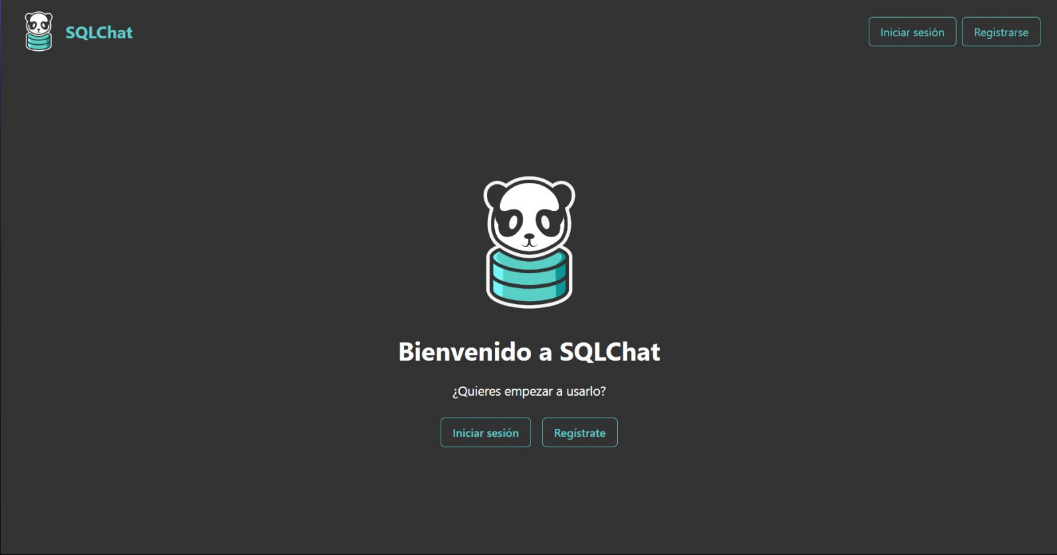 SQLChat
Iniciar sesión
Registrarse
Bienvenido a SQLChat
¿Quieres empezar a usarlo?
Iniciar sesión
Regístrate